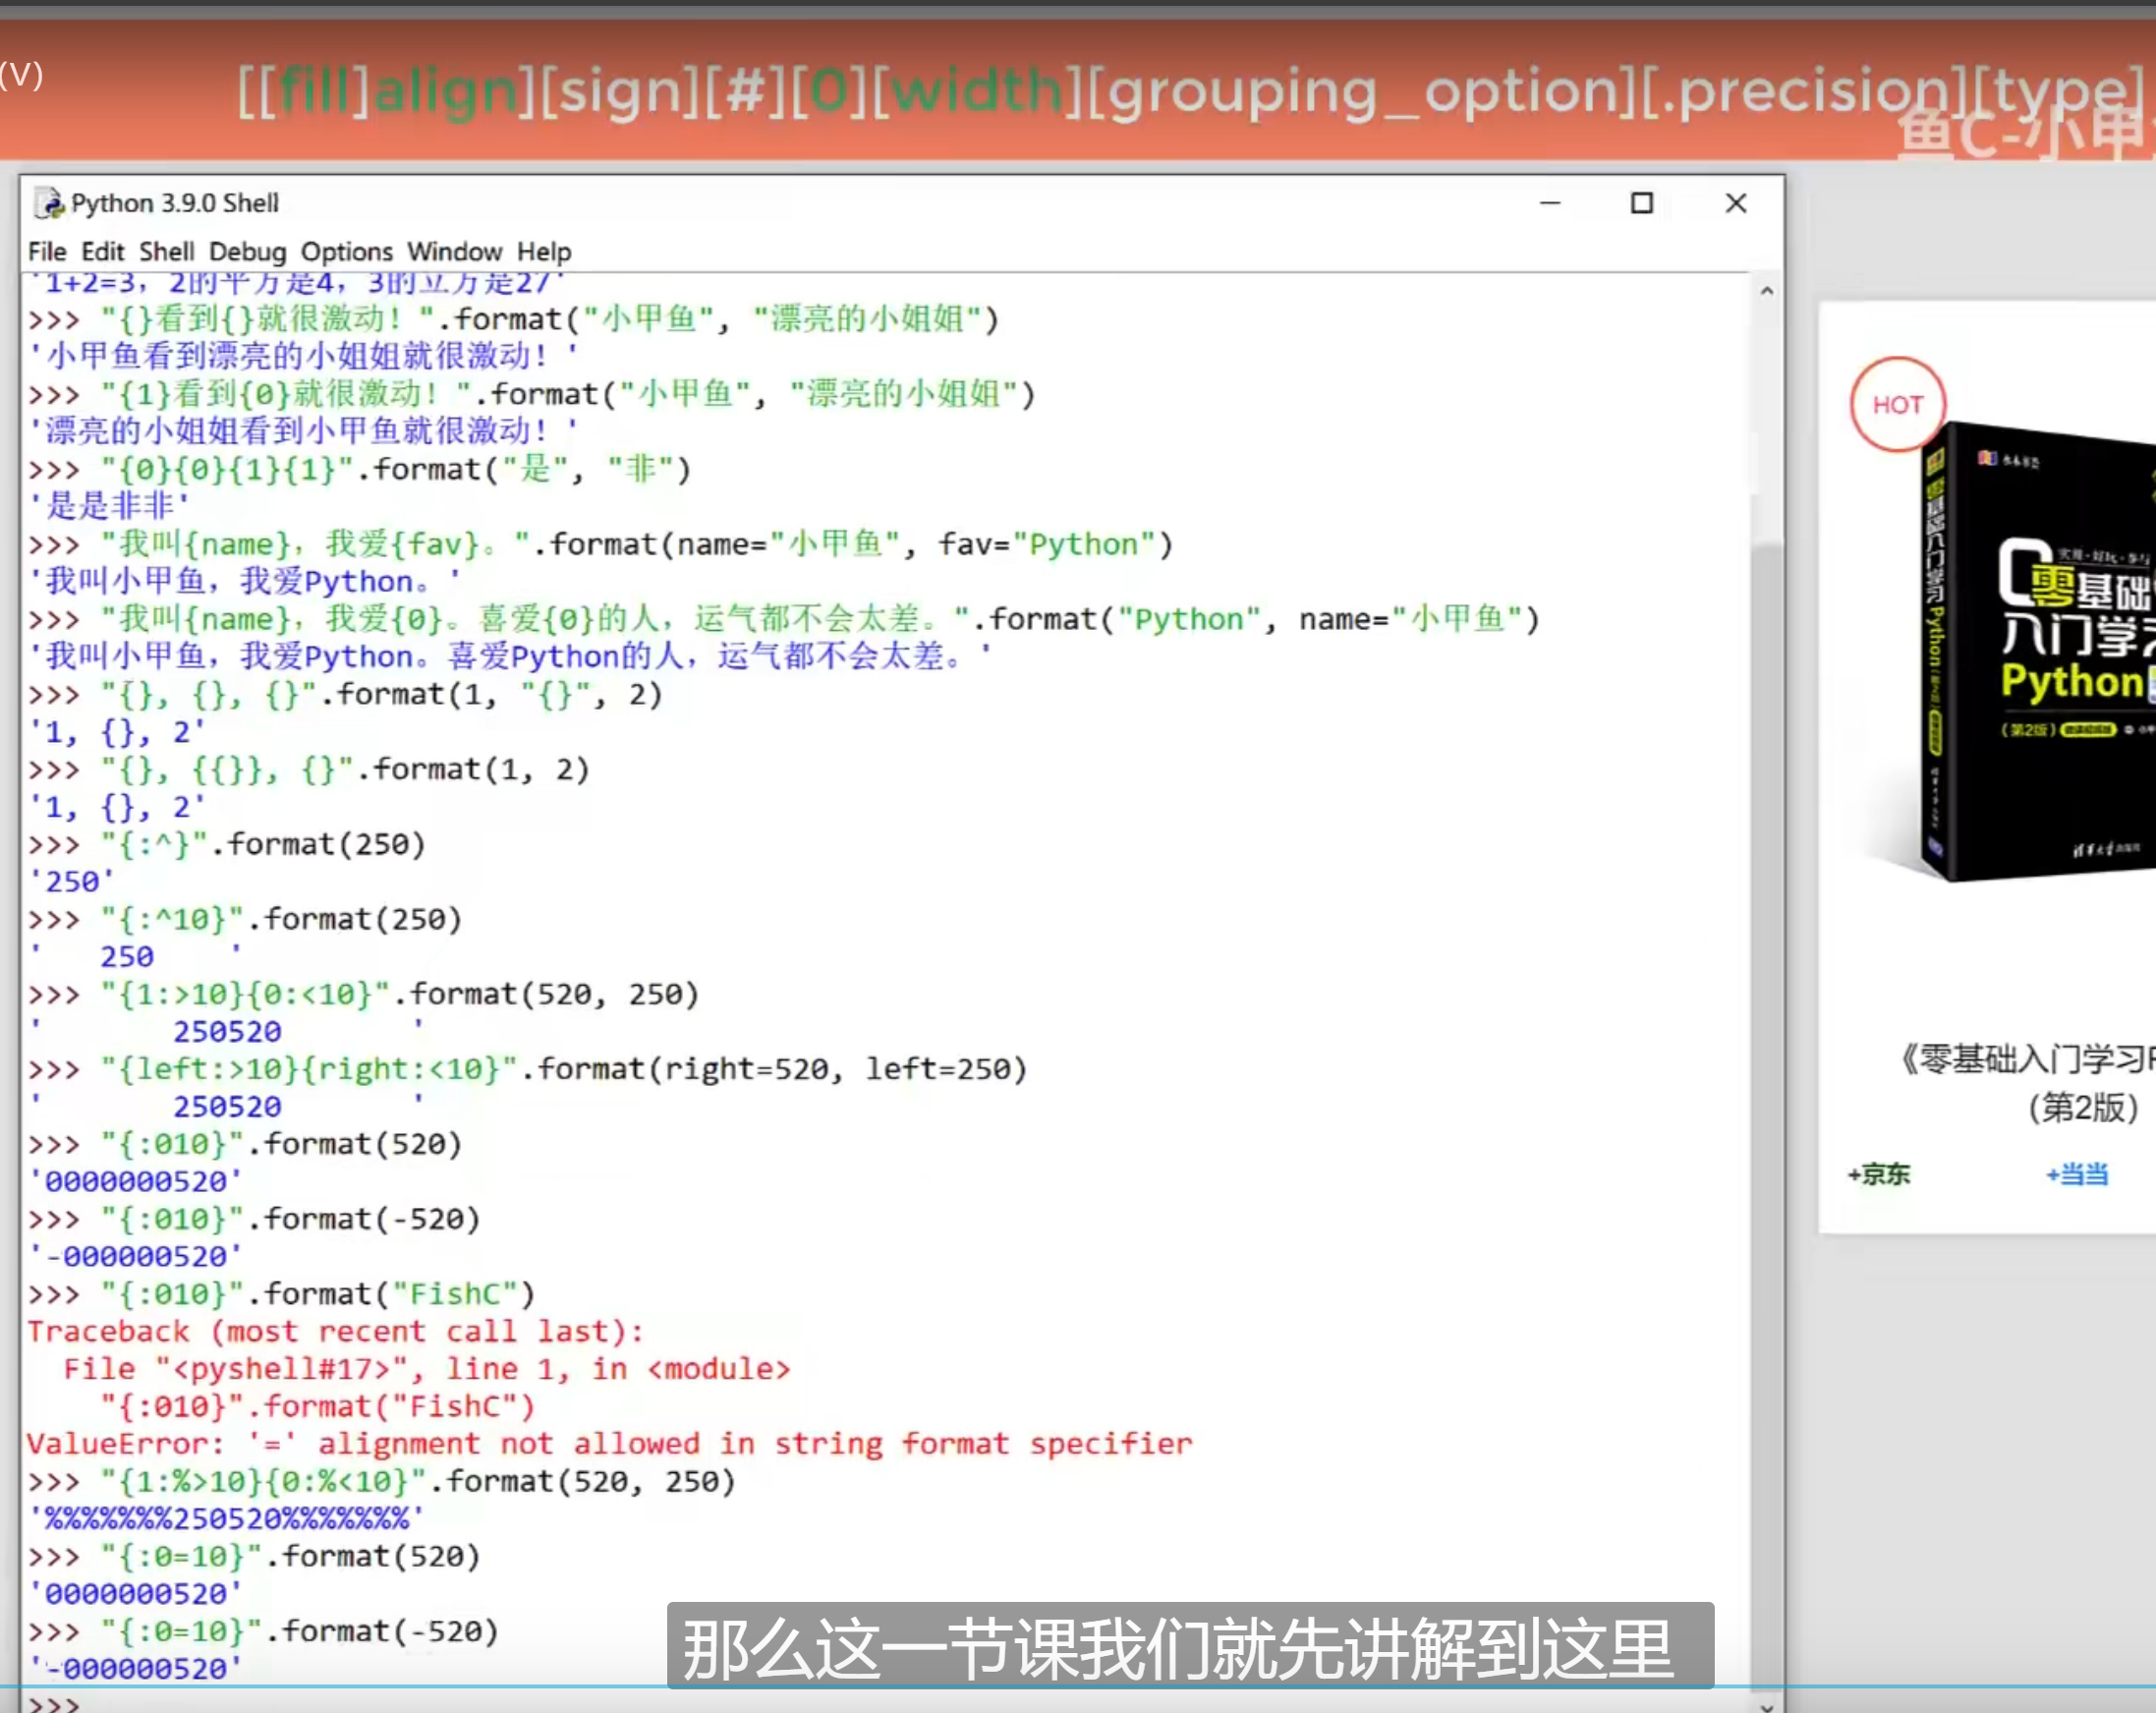 (V)
[[fill]align][sign][#][0][width][grouping_option][.precision][type]
鱼C-小甲
Python 3.9.0 Shell
File Edit Shell Debug Options Window Help
'1+2=3，2的平方是4，3的立方是27'
>>> "{}看到{}就很激动！".format("小甲鱼", "漂亮的小姐姐")
'小甲鱼看到漂亮的小姐姐就很激动！'
>>> "{1}看到{0}就很激动！".format("小甲鱼", "漂亮的小姐姐")
'漂亮的小姐姐看到小甲鱼就很激动！'
>>> "{0}{0}{1}{1}".format("是", "非")
'是是非非'
>>> "我叫{name}，我爱{fav}。".format(name="小甲鱼", fav="Python")
'我叫小甲鱼，我爱Python。'
>>> "我叫{name}，我爱{0}。喜爱{0}的人，运气都不会太差。".format("Python", name="小甲鱼")
'我叫小甲鱼，我爱Python。喜爱Python的人，运气都不会太差。'
>>> "{}, {}, {}".format(1, "{}", 2)
'1, {}, 2'
>>> "{}, {{}}, {}".format(1, 2)
'1, {}, 2'
>>> "{:^}".format(250)
'250'
>>> "{:^10}".format(250)
'   250    '
>>> "{1:>10}{0:<10}".format(520, 250)
'       250520       '
>>> "{left:>10}{right:<10}".format(right=520, left=250)
'       250520       '
>>> "{:010}".format(520)
'0000000520'
>>> "{:010}".format(-520)
'-000000520'
>>> "{:010}".format("FishC")
Traceback (most recent call last):
  File "<pyshell#17>", line 1, in <module>
    "{:010}".format("FishC")
ValueError: '=' alignment not allowed in string format specifier
>>> "{1:%>10}{0:%<10}".format(520, 250)
'%%%%%%%250520%%%%%%%'
>>> "{:0=10}".format(520)
'0000000520'
>>> "{:0=10}".format(-520)
'-000000520'
>>>
那么这一节课我们就先讲解到这里
HOT
零基础
入门学习
Python
(第2版)
清华大学出版社
零基础入门学习 Python
《零基础入门学习P
(第2版)
+京东
+当当